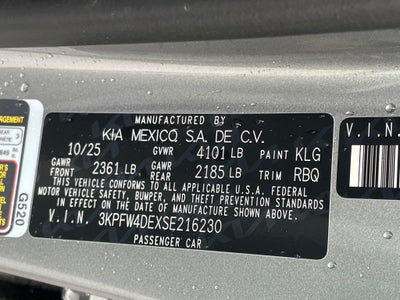 MANUFACTURED BY
KIA MEXICO, S.A. DE C.V.
10/25 GVWR 4101 LB PAINT KLG
GAWR FRONT 2361 LB GAWR REAR 2185 LB TRIM RBQ
THIS VEHICLE CONFORMS TO ALL APPLICABLE U.S.A. FEDERAL
MOTOR VEHICLE SAFETY, BUMPER, AND THEFT PREVENTION STANDARDS
IN EFFECT ON THE DATE OF MANUFACTURE SHOWN ABOVE.
V.I.N. 3KPFW4DEXSE216230
PASSENGER CAR
G520
V.I.N.